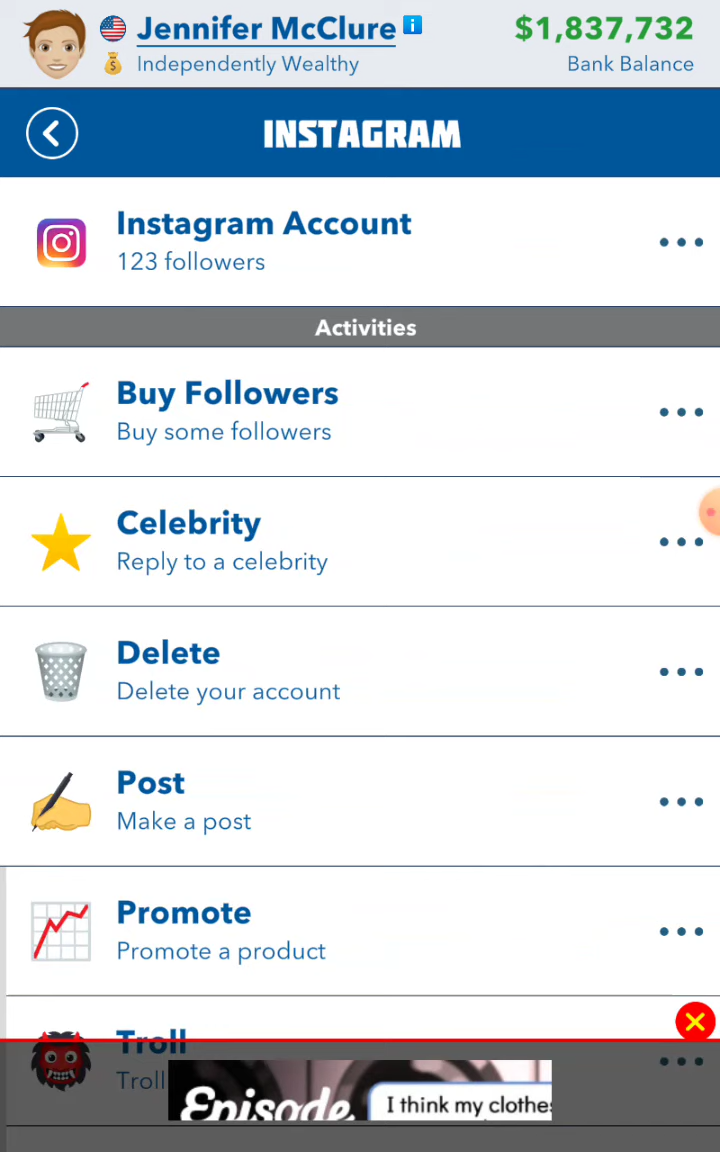 Jennifer McClure
$1,837,732
Independently Wealthy
Bank Balance
INSTAGRAM
Instagram Account
123 followers
Activities
Buy Followers
Buy some followers
Celebrity
Reply to a celebrity
Delete
Delete your account
Post
Make a post
Promote
Promote a product
Troll
Troll
Episode
I think my clothes